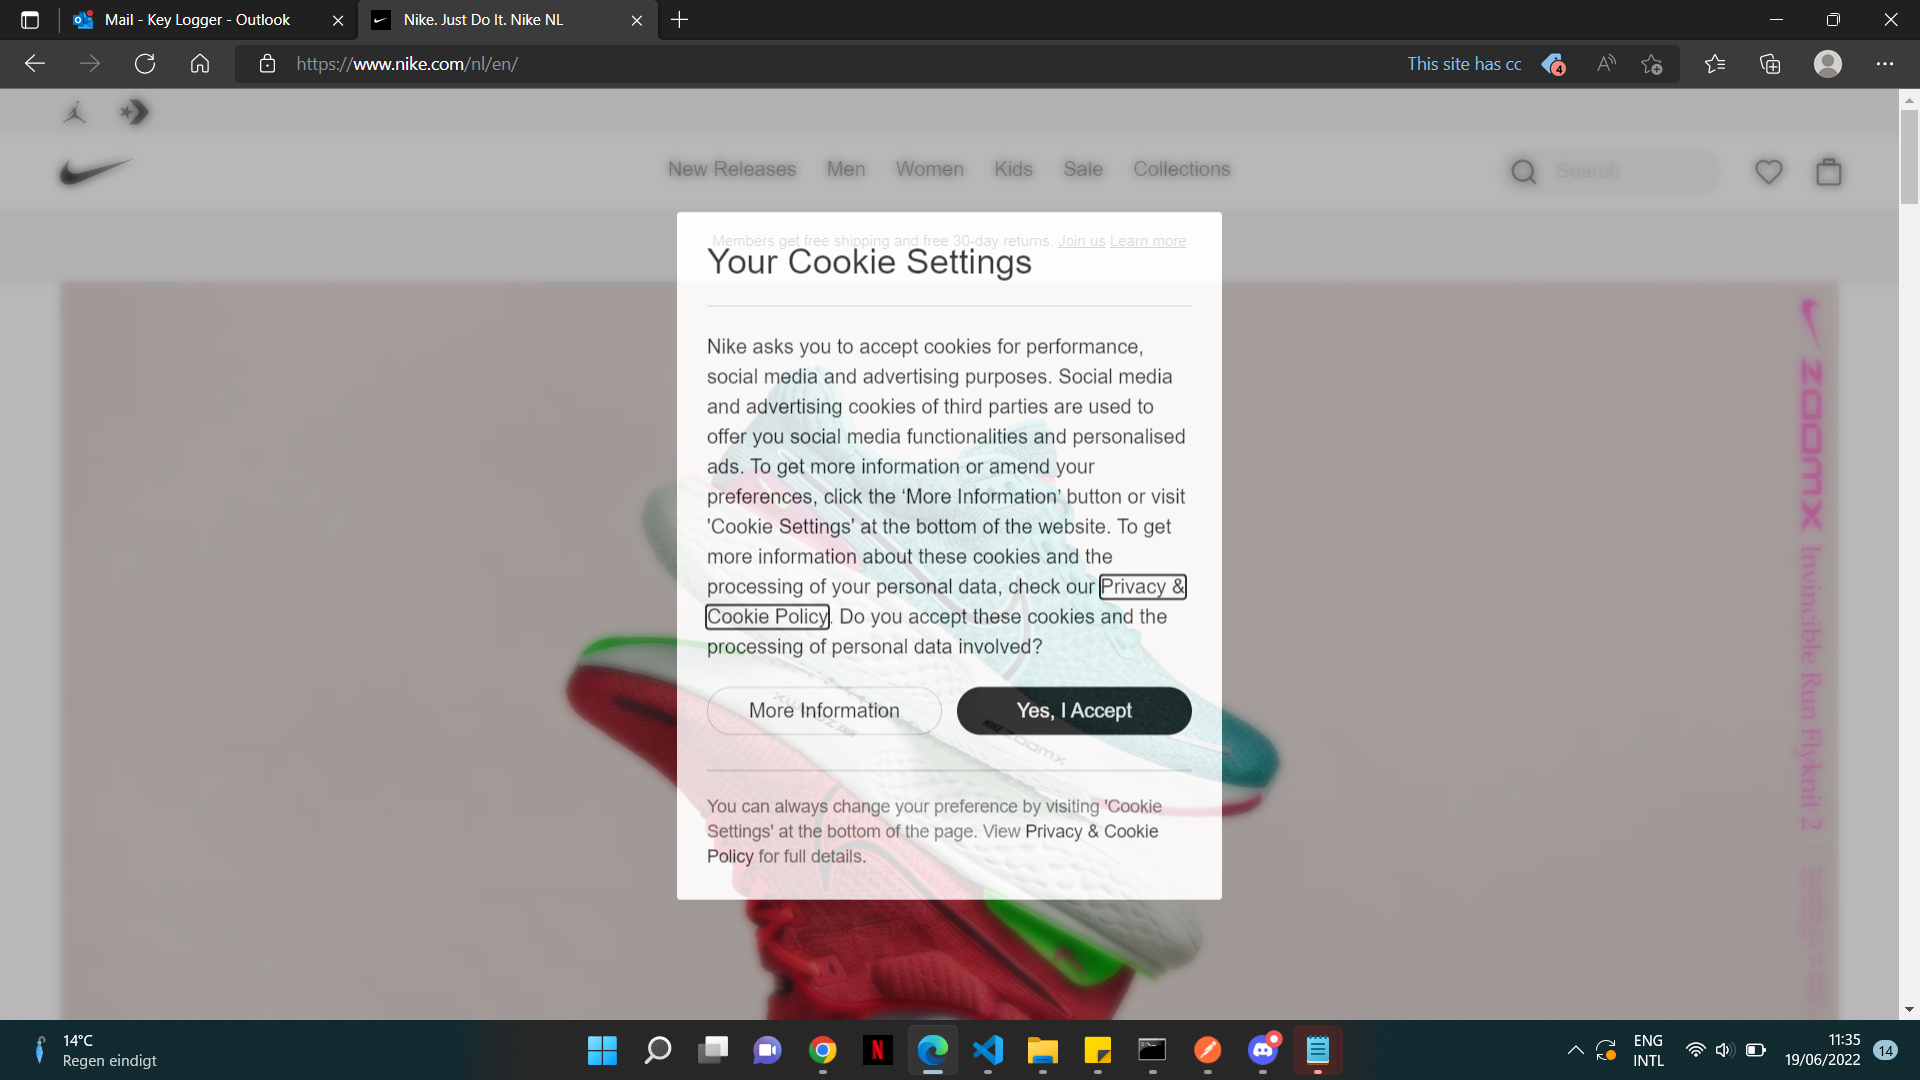 Mail - Key Logger - Outlook
Nike. Just Do It. Nike NL
https://www.nike.com/nl/en/
This site has cc
4
New Releases Men Women Kids Sale Collections
Search
Members get free shipping and free 30-day returns. Join us Learn more
Your Cookie Settings
Nike asks you to accept cookies for performance,
social media and advertising purposes. Social media
and advertising cookies of third parties are used to
offer you social media functionalities and personalised
ads. To get more information or amend your
preferences, click the ‘More Information’ button or visit
'Cookie Settings' at the bottom of the website. To get
more information about these cookies and the
processing of your personal data, check our Privacy &
Cookie Policy. Do you accept these cookies and the
processing of personal data involved?
More Information
Yes, I Accept
You can always change your preference by visiting 'Cookie
Settings' at the bottom of the page. View Privacy & Cookie
Policy for full details.
NIKE ZOOMX
ZOOMX
Invincible Run Flyknit 2
14°C
Regen eindigt
N
ENG
INTL
11:35
19/06/2022
14